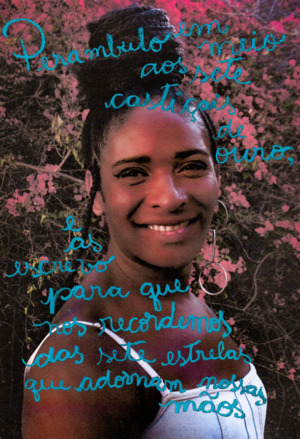 Perambulo em
meio
aos sete
castiçais
de
ouro,
e
as
escrevo
para que
nos recordemos
das sete estrelas
que adornam nossas
mãos